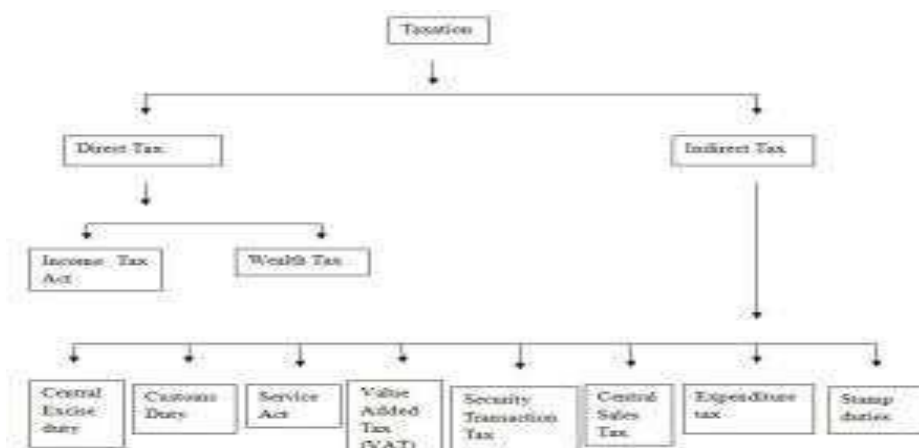 Taxation
Direct Tax
Indirect Tax
Income Tax
Act
Wealth Tax
Central
Excise
duty
Customs
Duty
Service
Act
Value
Added
Tax
(VAT)
Security
Transaction
Tax
Central
Sales
Tax
Expenditure
tax
Stamp
duties